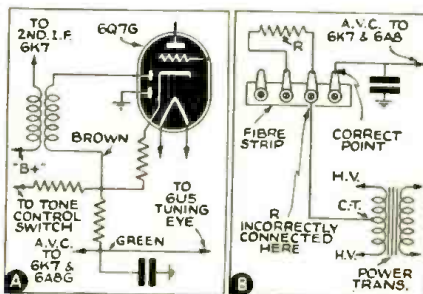 TO
2ND. I.F.
6K7
6Q7G
BROWN
"B+"
TO TONE
CONTROL
SWITCH
TO
6U5
TUNING
EYE
GREEN
A.V.C.
TO
6K7 &
6A8G
A
A.V.C. TO
6K7 & 6A8
R
FIBRE
STRIP
CORRECT
POINT
R
INCORRECTLY
CONNECTED
HERE
H.V.
C.T.
H.V.
POWER
TRANS.
B